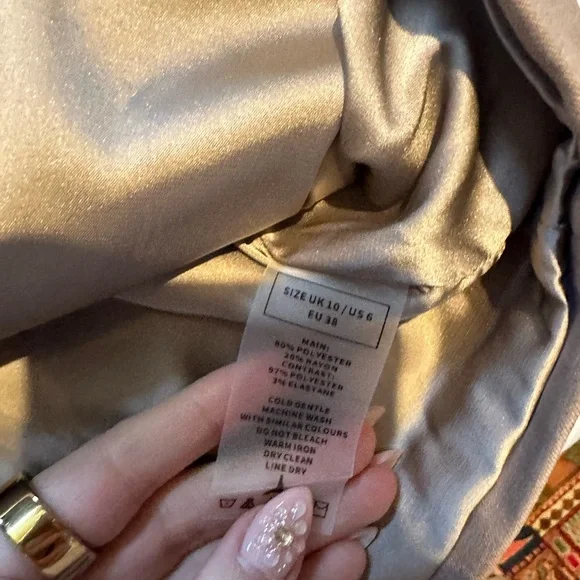 SIZE UK 10 / US 6
EU 38
MAIN:
80% POLYESTER
20% RAYON
CONTRAST:
97% POLYESTER
3% ELASTANE
COLD GENTLE
MACHINE WASH
WITH SIMILAR COLOURS
DO NOT BLEACH
WARM IRON
DRY CLEAN
LINE DRY